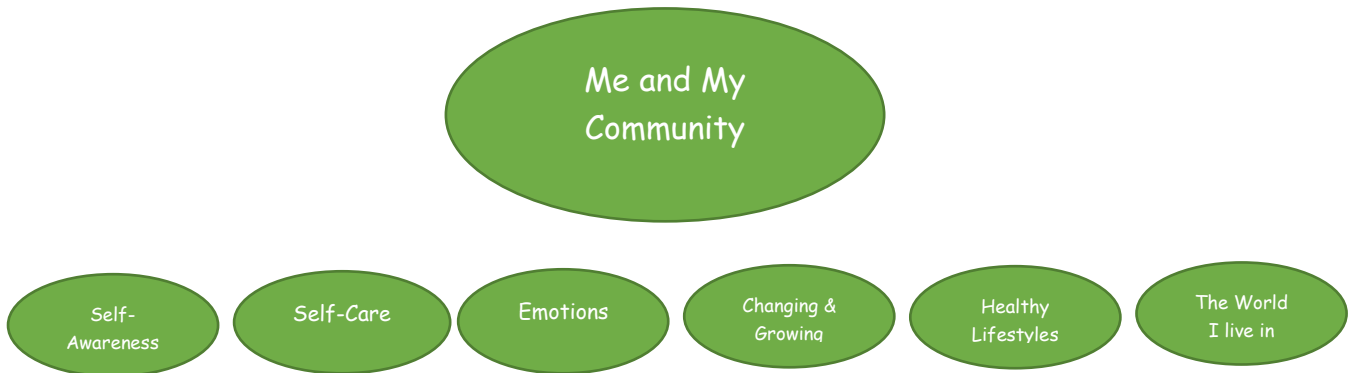 Me and My
Community
Self-
Awareness
Self-Care
Emotions
Changing &
Growing
Healthy
Lifestyles
The World
I live in